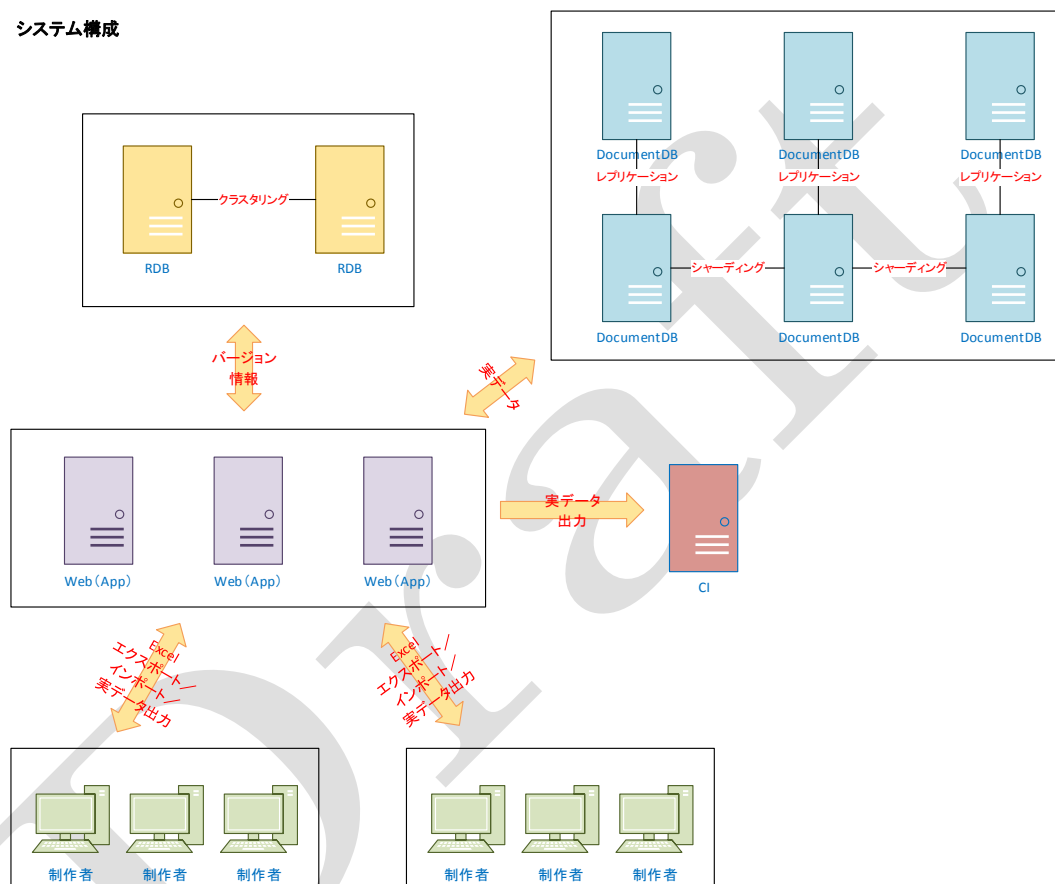 システム構成
DocumentDB
DocumentDB
DocumentDB
レプリケーション
レプリケーション
レプリケーション
クラスタリング
RDB
RDB
シャーディング
シャーディング
DocumentDB
DocumentDB
DocumentDB
バージョン
情報
実データ
Web(App)
Web(App)
Web(App)
実データ
出力
CI
Excel
エクスポート/
インポート/
実データ出力
Excel
エクスポート/
インポート/
実データ出力
制作者
制作者
制作者
制作者
制作者
制作者
Draft